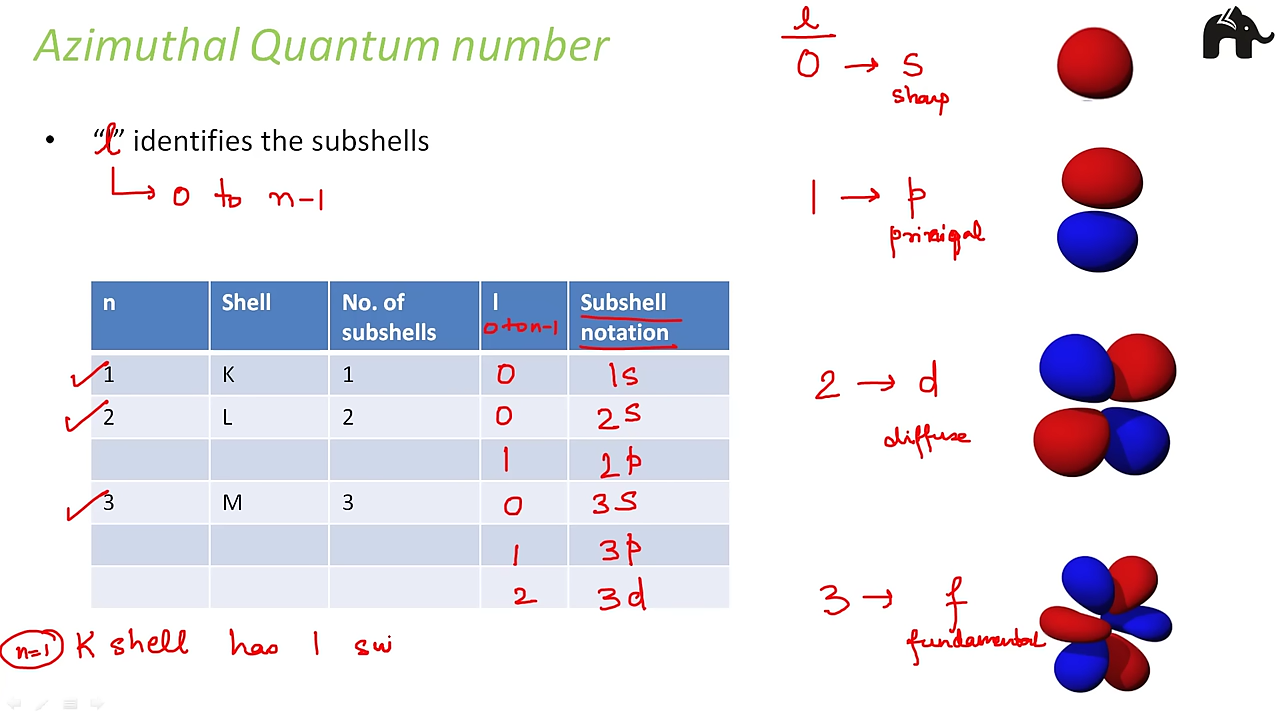 Azimuthal Quantum number
• "l" identifies the subshells
0 to n-1
n Shell No. of subshells l 0 to n-1 Subshell notation
1 K 1 0 1s
2 L 2 0 2s
1 2p
3 M 3 0 3s
1 3p
2 3d
n=1 K shell has 1 su
l
0 → s
sharp
1 → p
prinipal
2 → d
diffuse
3 → f
fundamental